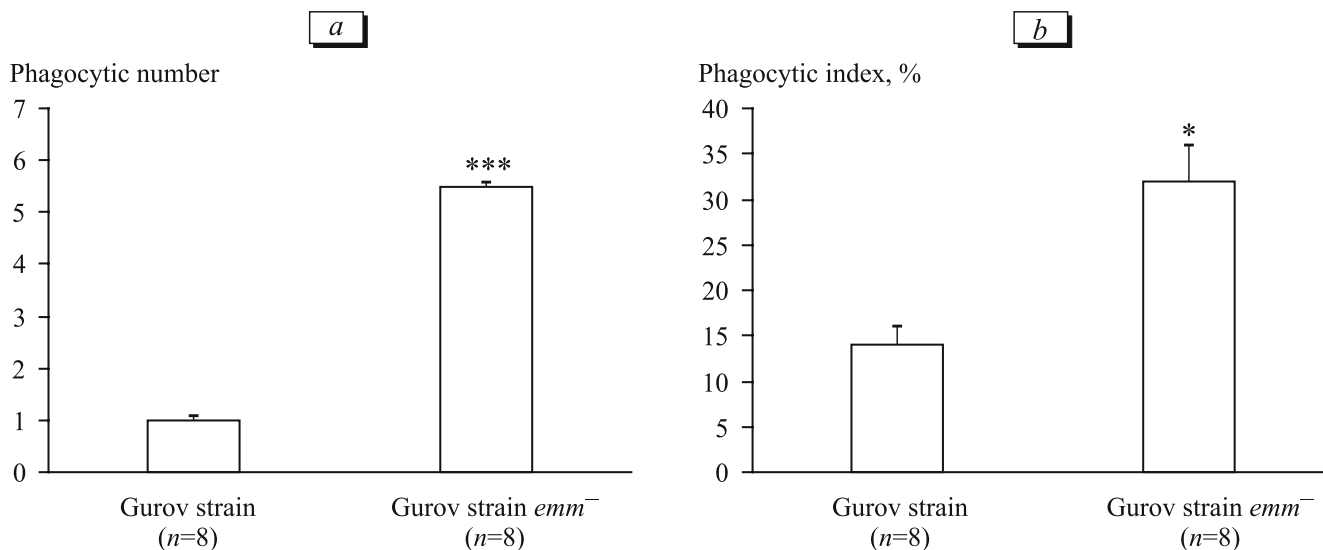 a
Phagocytic number
7
6
5
4
3
2
1
0
***
Gurov strain
(n=8)
Gurov strain emm⁻
(n=8)
b
Phagocytic index, %
40
35
30
25
20
15
10
5
0
*
Gurov strain
(n=8)
Gurov strain emm⁻
(n=8)